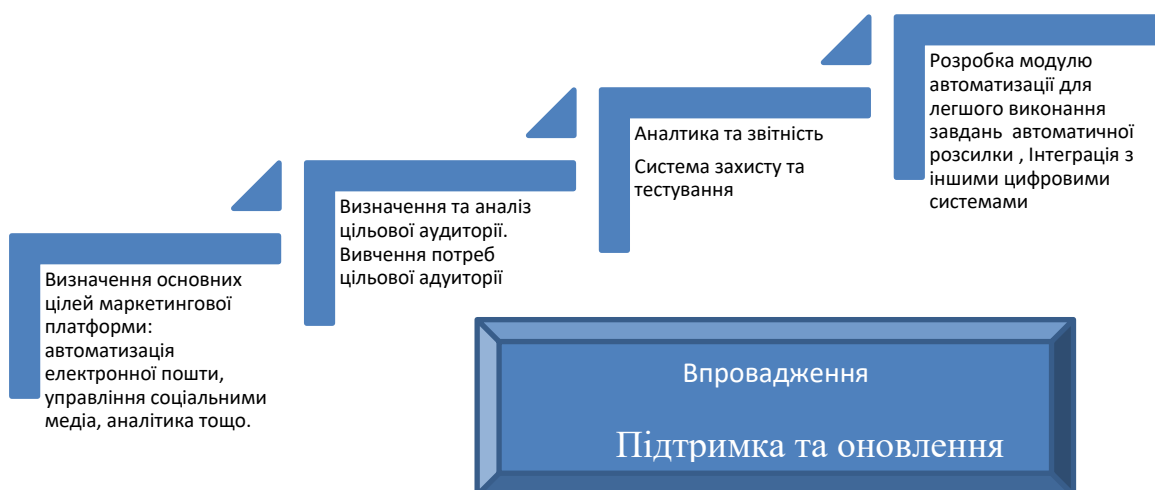 Визначення основних
цілей маркетингової
платформи:
автоматизація
електронної пошти,
управління соціальними
медіа, аналітика тощо.
Визначення та аналіз
цільової аудиторії.
Вивчення потреб
цільової адуиторії
Аналтика та звітність
Система захисту та
тестування
Розробка модулю
автоматизації для
легшого виконання
завдань автоматичної
розсилки , Інтеграція з
іншими цифровими
системами
Впровадження
Підтримка та оновлення